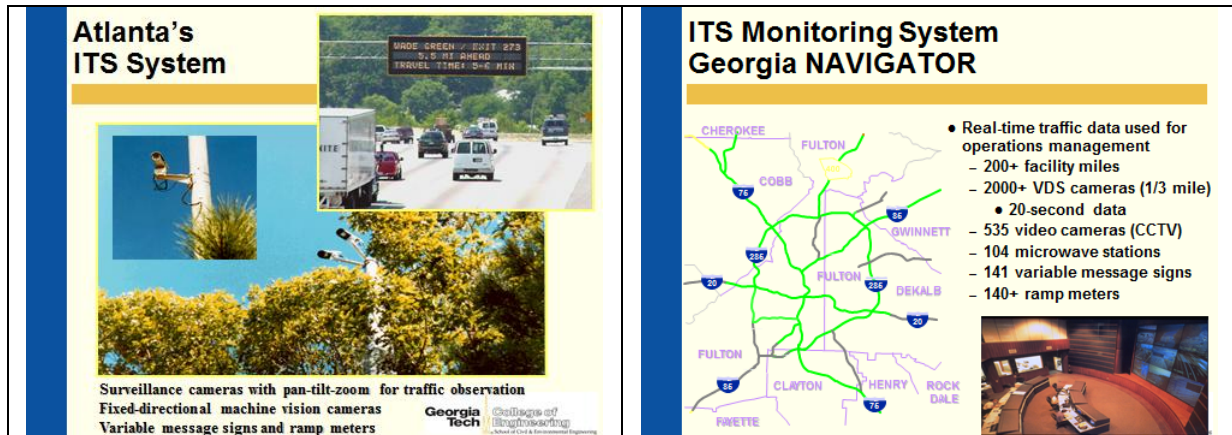 Atlanta's
ITS System
WADE GREEN / EXIT 273
5.5 MI AHEAD
TRAVEL TIME: 5-6 MIN
Surveillance cameras with pan-tilt-zoom for traffic observation
Fixed-directional machine vision cameras
Variable message signs and ramp meters
Georgia
Tech
College of
Engineering
School of Civil & Environmental Engineering
ITS Monitoring System
Georgia NAVIGATOR
CHEROKEE
FULTON
75
COBB
85
GWINNETT
285
FULTON
20
285
DEKALB
20
FULTON
85
CLAYTON
HENRY
ROCK
DALE
75
FAYETTE
● Real-time traffic data used for
operations management
– 200+ facility miles
– 2000+ VDS cameras (1/3 mile)
● 20-second data
– 535 video cameras (CCTV)
– 104 microwave stations
– 141 variable message signs
– 140+ ramp meters